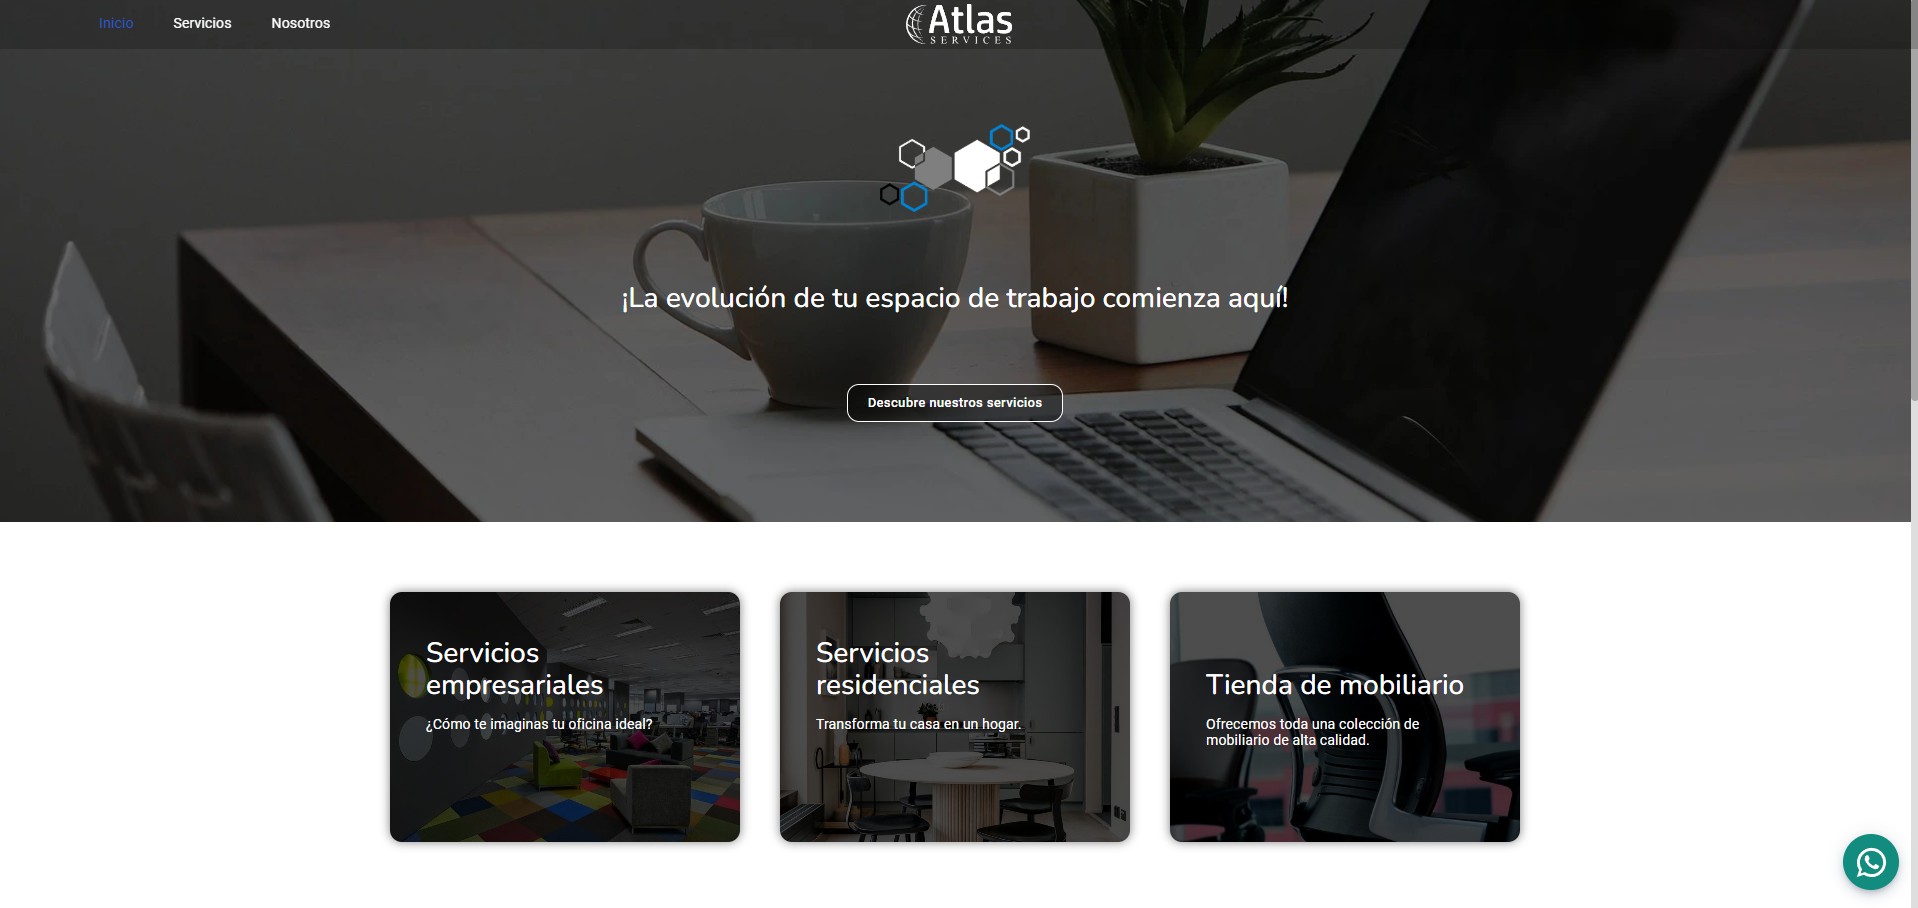 Inicio Servicios Nosotros
Atlas
SERVICES
¡La evolución de tu espacio de trabajo comienza aquí!
Descubre nuestros servicios
Servicios
empresariales
¿Cómo te imaginas tu oficina ideal?
Servicios
residenciales
Transforma tu casa en un hogar.
Tienda de mobiliario
Ofrecemos toda una colección de
mobiliario de alta calidad.